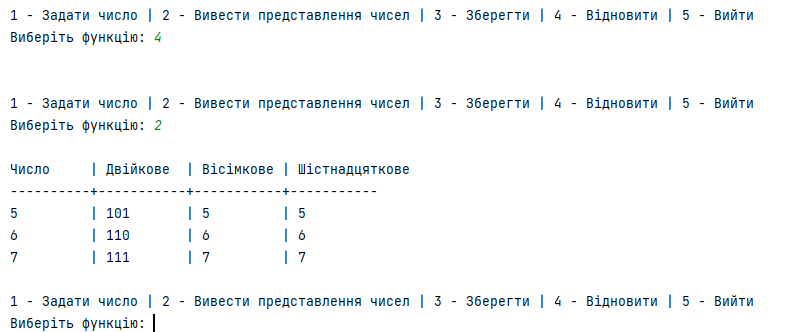 1 - Задати число | 2 - Вивести представлення чисел | 3 - Зберегти | 4 - Відновити | 5 - Вийти
Виберіть функцію: 4
1 - Задати число | 2 - Вивести представлення чисел | 3 - Зберегти | 4 - Відновити | 5 - Вийти
Виберіть функцію: 2
Число     | Двійкове  | Вісімкове | Шістнадцяткове
----------+-----------+-----------+-----------
5         | 101       | 5         | 5
6         | 110       | 6         | 6
7         | 111       | 7         | 7
1 - Задати число | 2 - Вивести представлення чисел | 3 - Зберегти | 4 - Відновити | 5 - Вийти
Виберіть функцію: